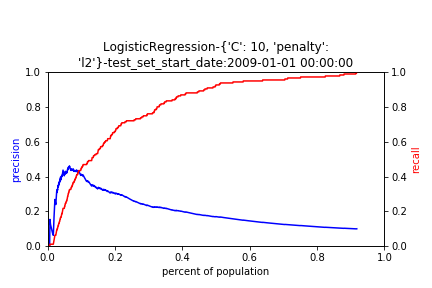 LogisticRegression-{'C': 10, 'penalty':
'l2'}-test_set_start_date:2009-01-01 00:00:00
1.0
0.8
0.6
0.4
0.2
0.0
precision
1.0
0.8
0.6
0.4
0.2
0.0
recall
0.0 0.2 0.4 0.6 0.8 1.0
percent of population